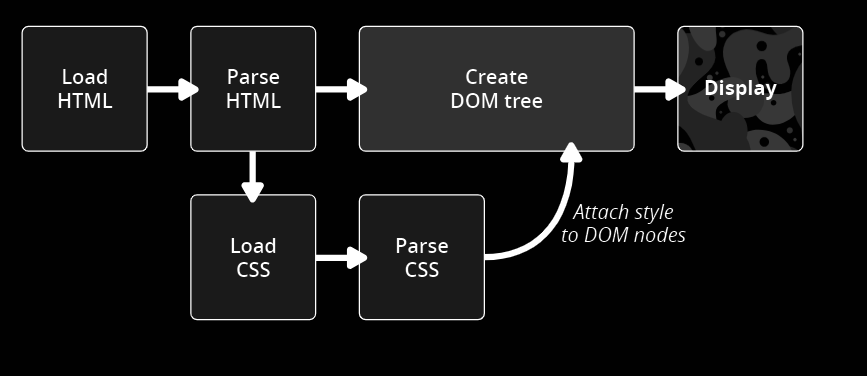 Load
HTML
Parse
HTML
Create
DOM tree
Display
Load
CSS
Parse
CSS
Attach style
to DOM nodes